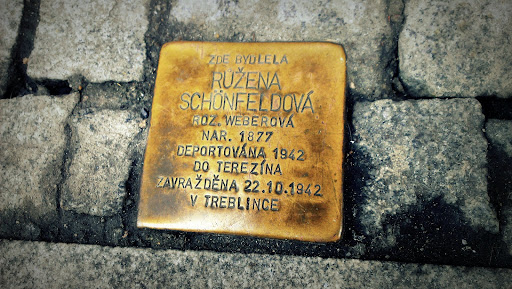 ZDE BYDLELA
RŮŽENA
SCHÖNFELDOVÁ
ROZ. WEBEROVÁ
NAR. 1877
DEPORTOVÁNA 1942
DO TEREZÍNA
ZAVRAŽDĚNA 22.10.1942
V TREBLINCE